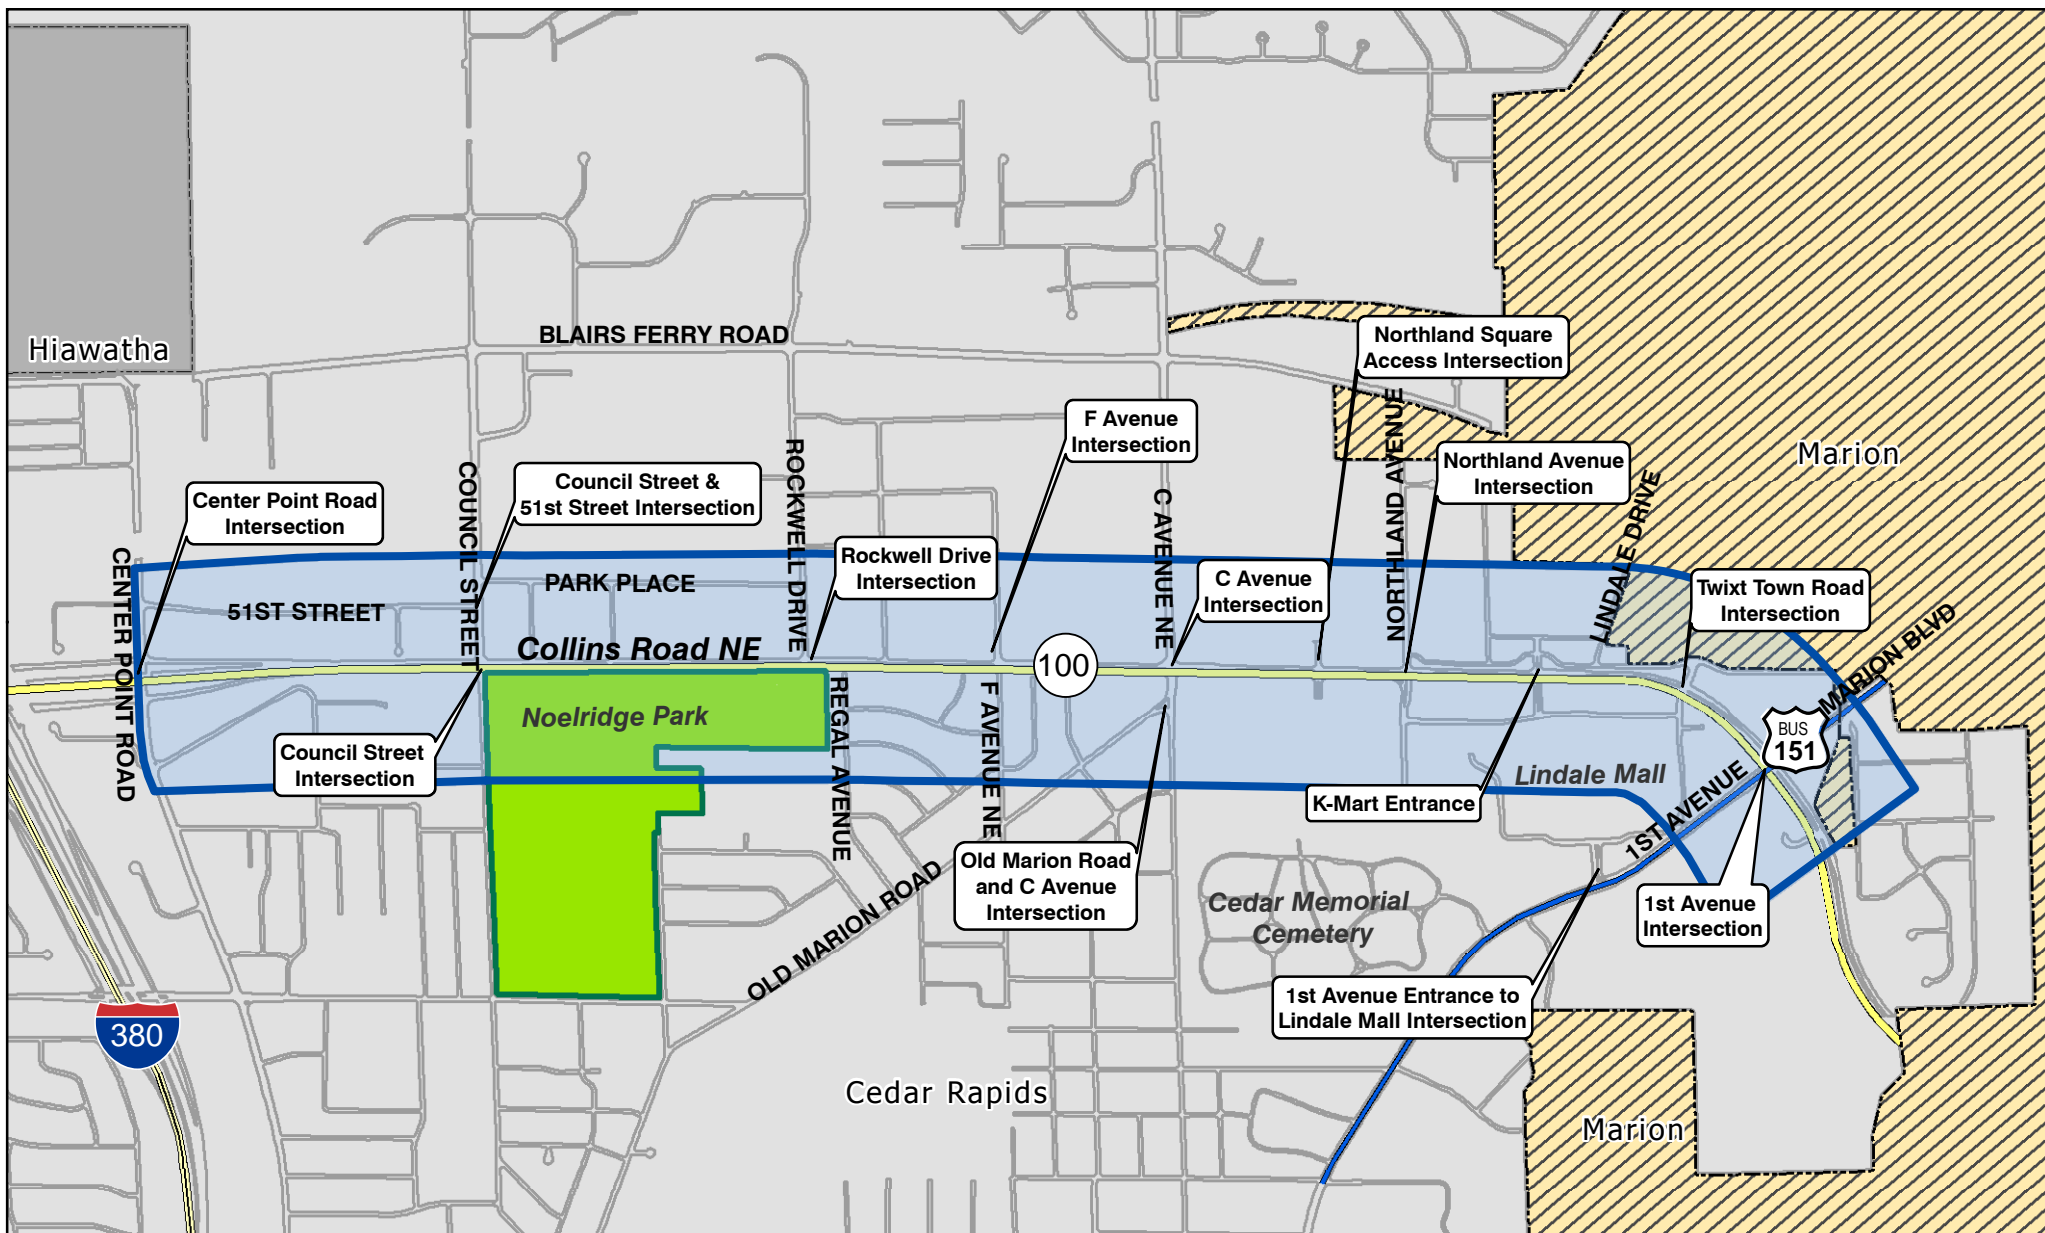 Hiawatha
BLAIRS FERRY ROAD
Northland Square
Access Intersection
F Avenue
Intersection
Marion
Northland Avenue
Intersection
Center Point Road
Intersection
Council Street &
51st Street Intersection
COUNCIL STREET
ROCKWELL DRIVE
C AVENUE NE
NORTHLAND AVENUE
LINDALE DRIVE
CENTER POINT ROAD
51ST STREET
PARK PLACE
Rockwell Drive
Intersection
C Avenue
Intersection
Twixt Town Road
Intersection
MARION BLVD
Collins Road NE
100
Noelridge Park
REGAL AVENUE
F AVENUE NE
BUS
151
Council Street
Intersection
Lindale Mall
K-Mart Entrance
1ST AVENUE
OLD MARION ROAD
Old Marion Road
and C Avenue
Intersection
Cedar Memorial
Cemetery
1st Avenue
Intersection
1st Avenue Entrance to
Lindale Mall Intersection
380
Cedar Rapids
Marion